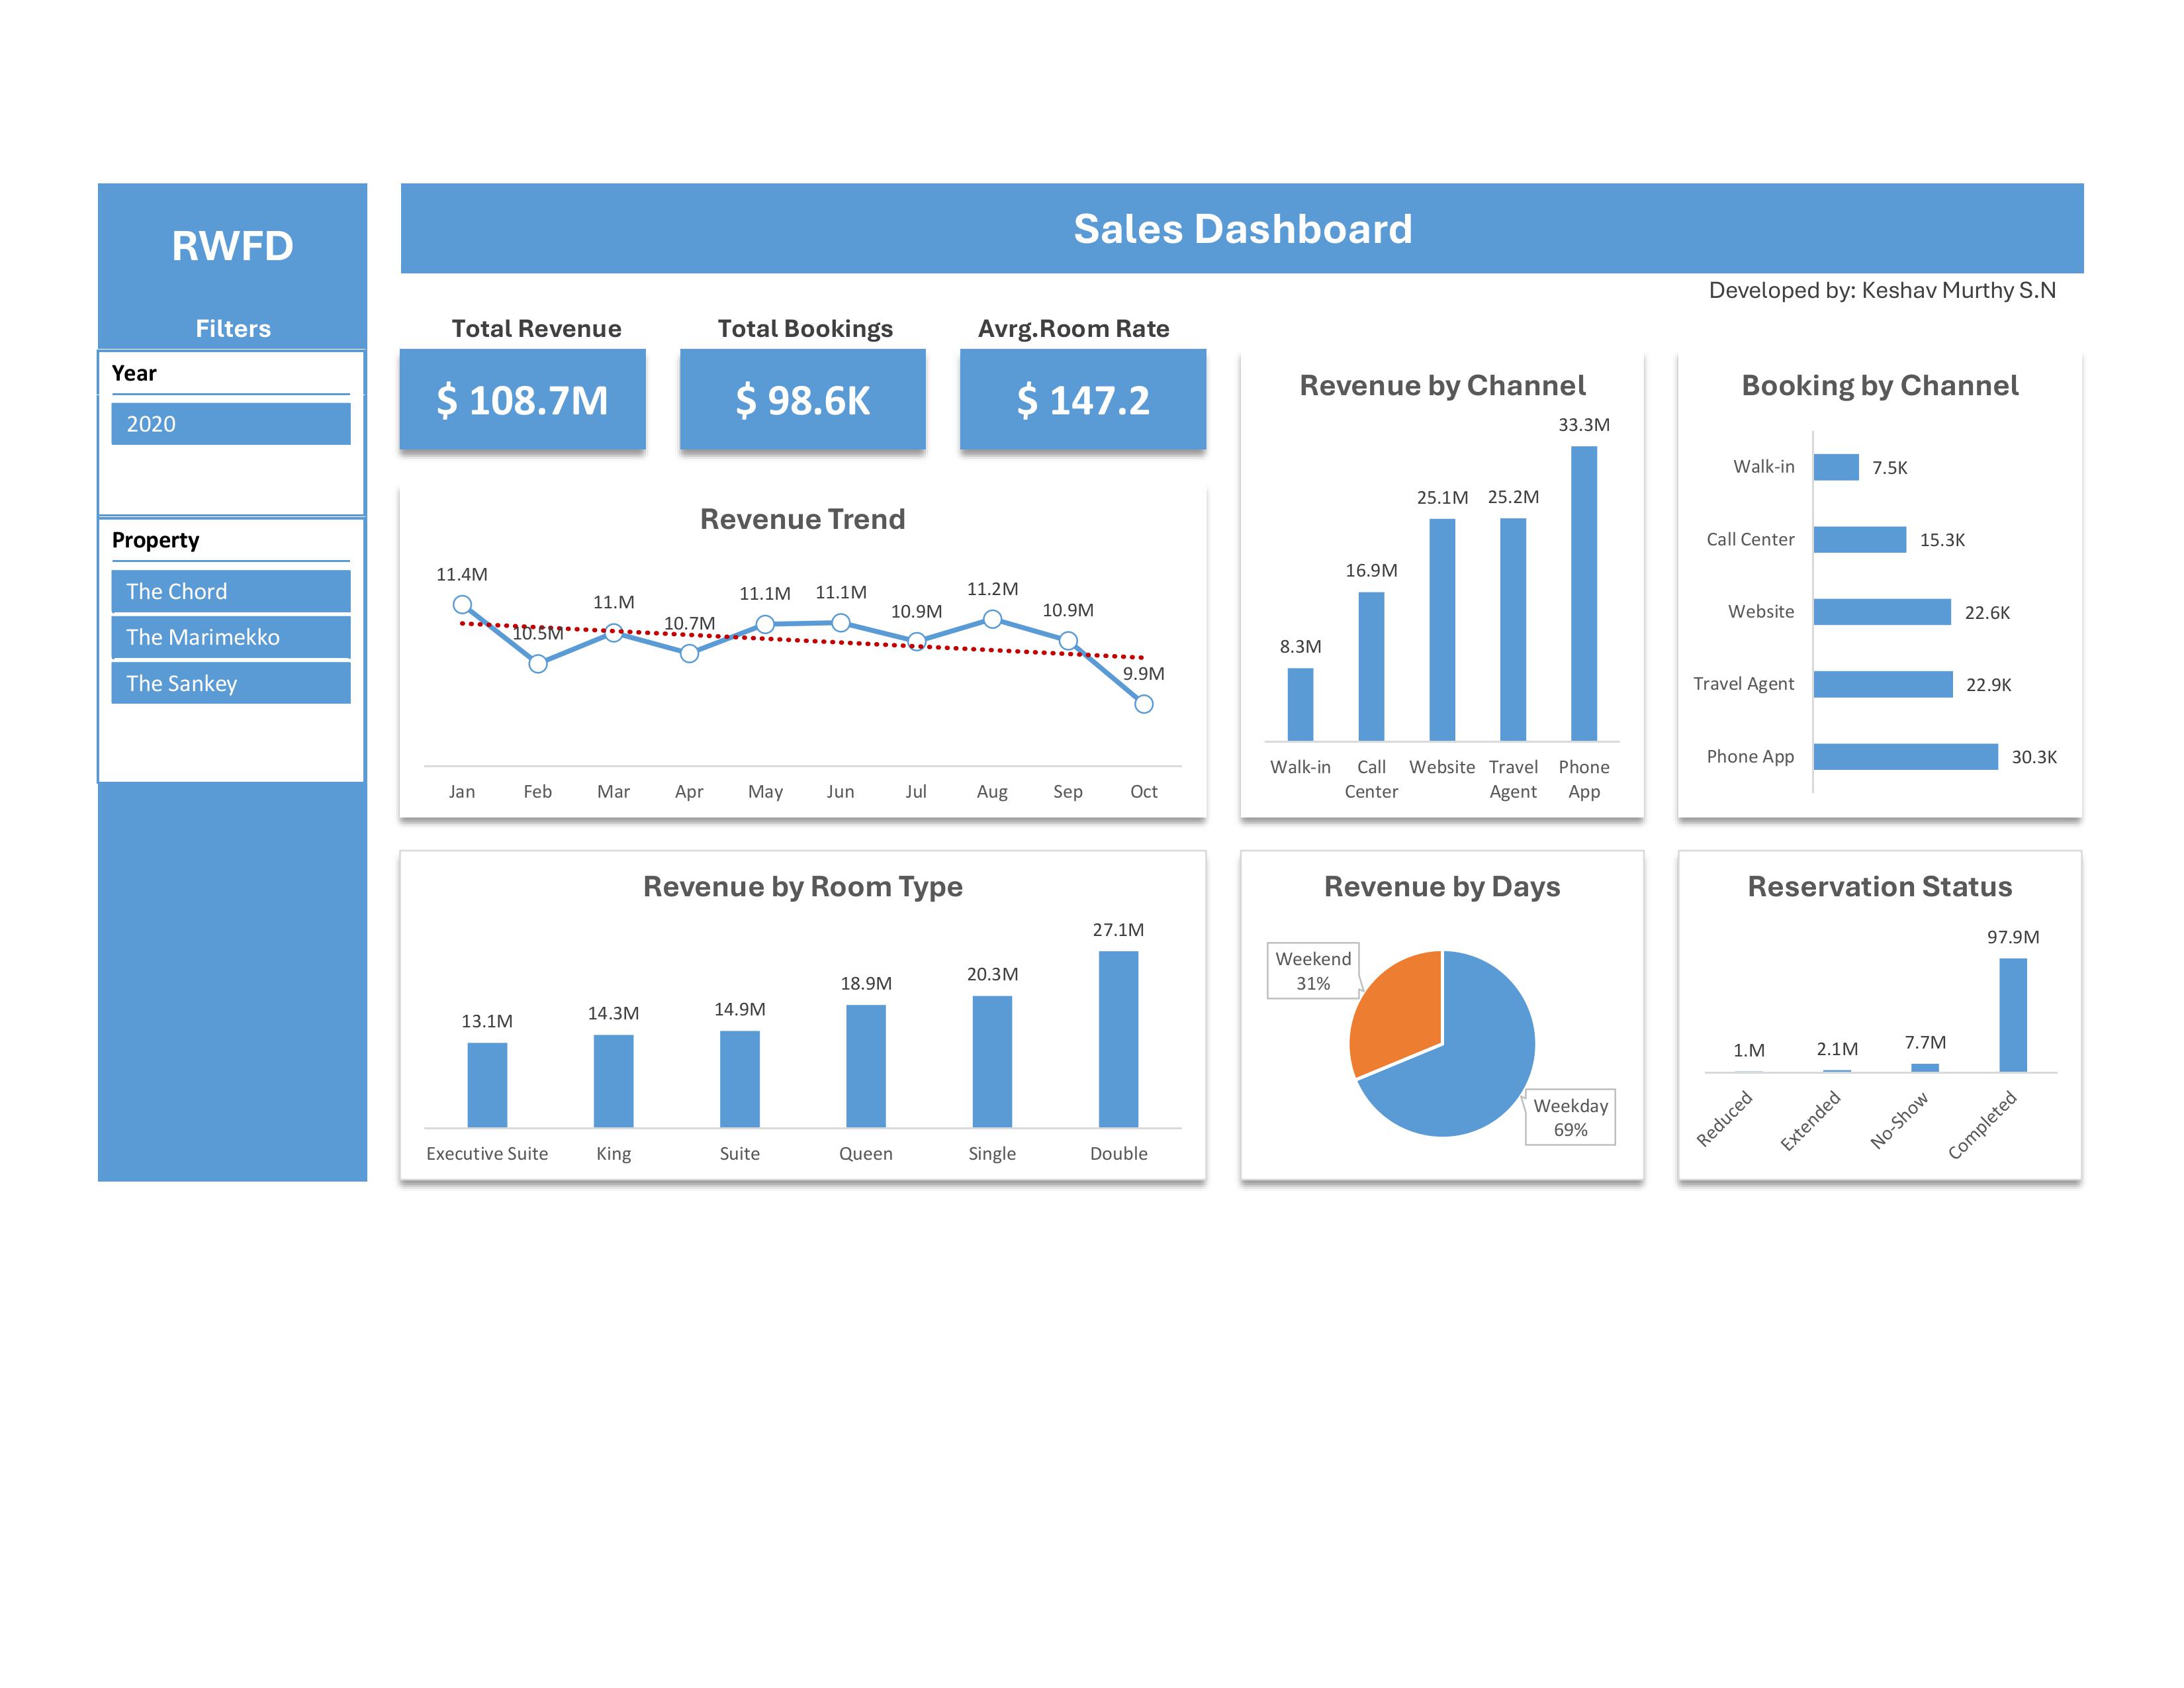 RWFD
Filters
Year
2020
Property
The Chord
The Marimekko
The Sankey
Sales Dashboard
Developed by: Keshav Murthy S.N
Total Revenue
$ 108.7M
Total Bookings
$ 98.6K
Avrg.Room Rate
$ 147.2
Revenue Trend
11.4M
10.5M
11.M
10.7M
11.1M
11.1M
10.9M
11.2M
10.9M
9.9M
Jan
Feb
Mar
Apr
May
Jun
Jul
Aug
Sep
Oct
Revenue by Channel
8.3M
16.9M
25.1M
25.2M
33.3M
Walk-in
Call
Center
Website
Travel
Agent
Phone
App
Booking by Channel
Walk-in 7.5K
Call Center 15.3K
Website 22.6K
Travel Agent 22.9K
Phone App 30.3K
Revenue by Room Type
13.1M
14.3M
14.9M
18.9M
20.3M
27.1M
Executive Suite
King
Suite
Queen
Single
Double
Revenue by Days
Weekend
31%
Weekday
69%
Reservation Status
1.M
2.1M
7.7M
97.9M
Reduced
Extended
No-Show
Completed